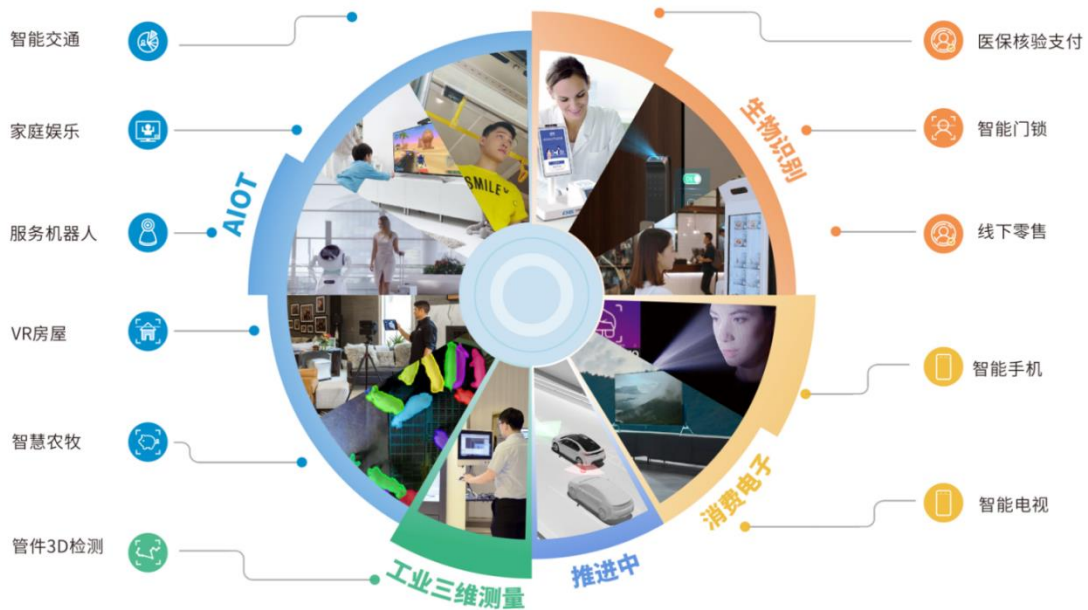 智能交通
家庭娱乐
服务机器人
VR房屋
智慧农牧
管件3D检测
AIOT
生物识别
SMILE
消费电子
推进中
工业三维测量
医保核验支付
智能门锁
线下零售
智能手机
智能电视